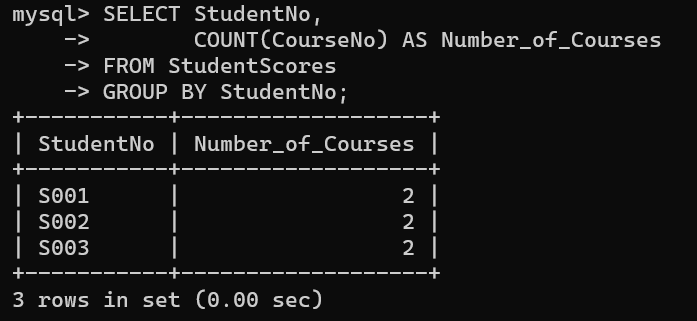 mysql> SELECT StudentNo,
    ->        COUNT(CourseNo) AS Number_of_Courses
    -> FROM StudentScores
    -> GROUP BY StudentNo;
+-----------+-------------------+
| StudentNo | Number_of_Courses |
+-----------+-------------------+
| S001      |                 2 |
| S002      |                 2 |
| S003      |                 2 |
+-----------+-------------------+
3 rows in set (0.00 sec)